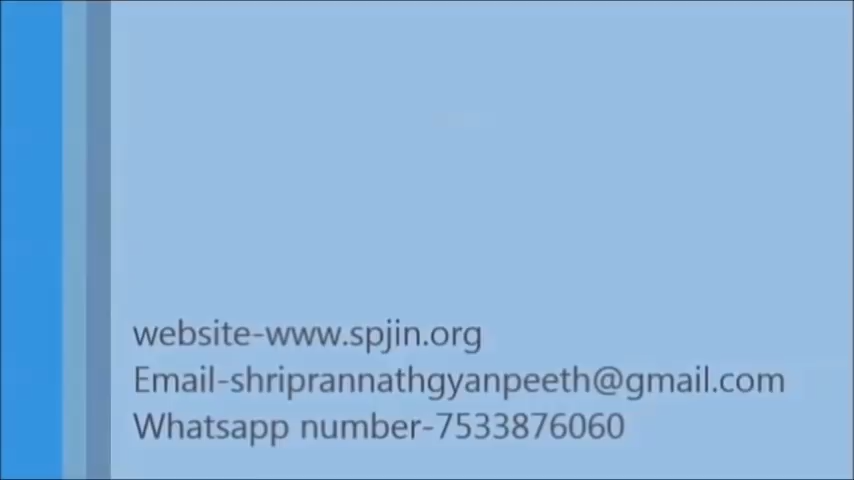 website-www.spjin.org
Email-shriprannathgyanpeeth@gmail.com
Whatsapp number-7533876060